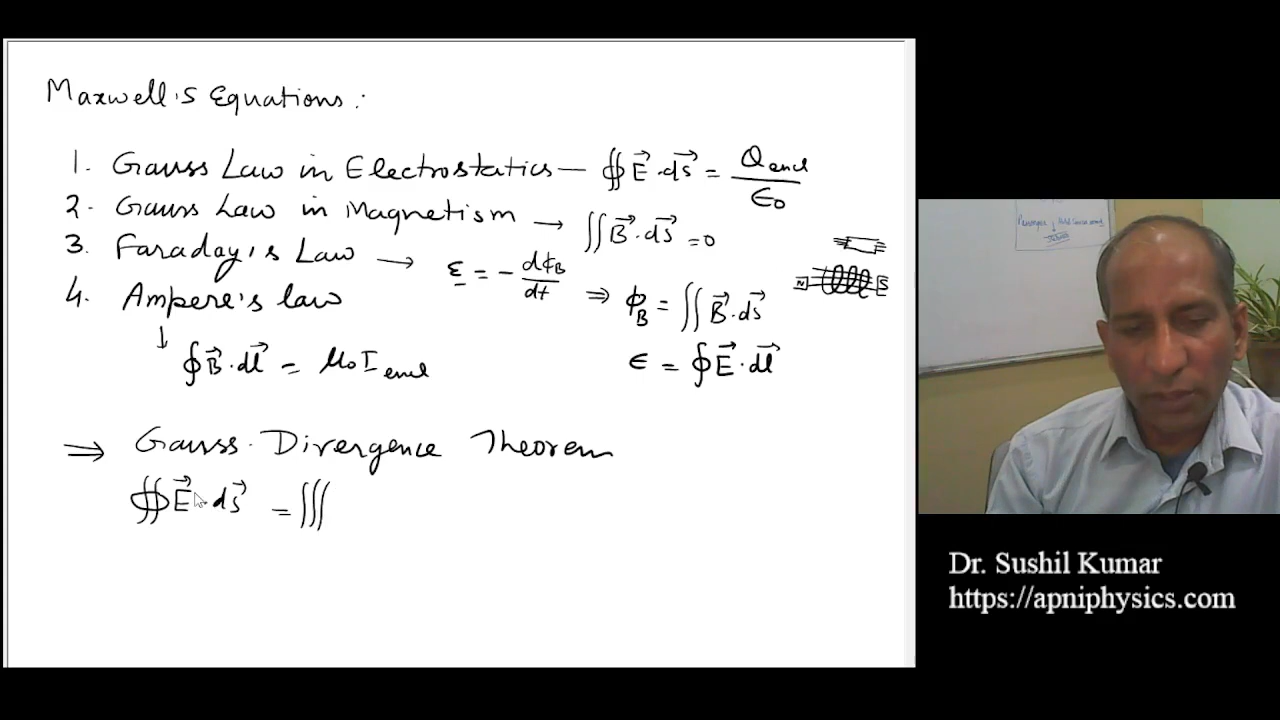 Maxwell's Equations :
1. Gauss Law in Electrostatics — ∯ E⃗ · ds⃗ = Qencl / ϵ0
2. Gauss Law in Magnetism → ∬ B⃗ · ds⃗ = 0
3. Faraday's Law → ε = - dϕB / dt ⇒ ϕB = ∬ B⃗ · ds⃗
4. Ampere's law
↓ ∮ B⃗ · dl⃗ = μ0 I encl
ϵ = ∮ E⃗ · dl⃗
N S
⇒ Gauss Divergence Theorem
∯ E⃗ · ds⃗ = ∭
Dr. Sushil Kumar
https://apniphysics.com